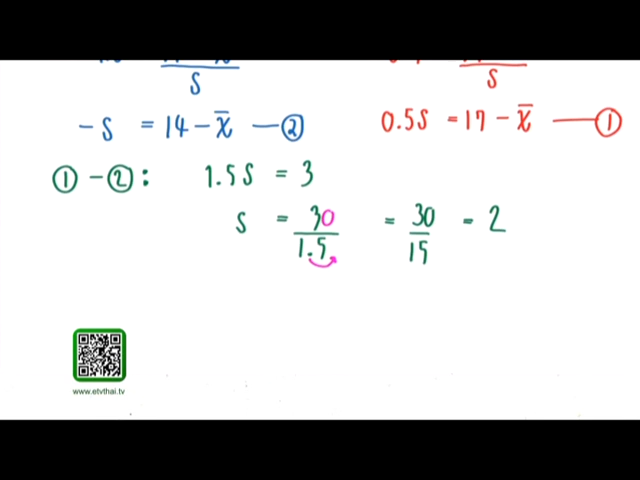 S S
-S = 14 - x̄ —② 0.5S = 17 - x̄ —①
① - ② : 1.5S = 3
S = 30/1.5 = 30/15 = 2
www.etvthai.tv